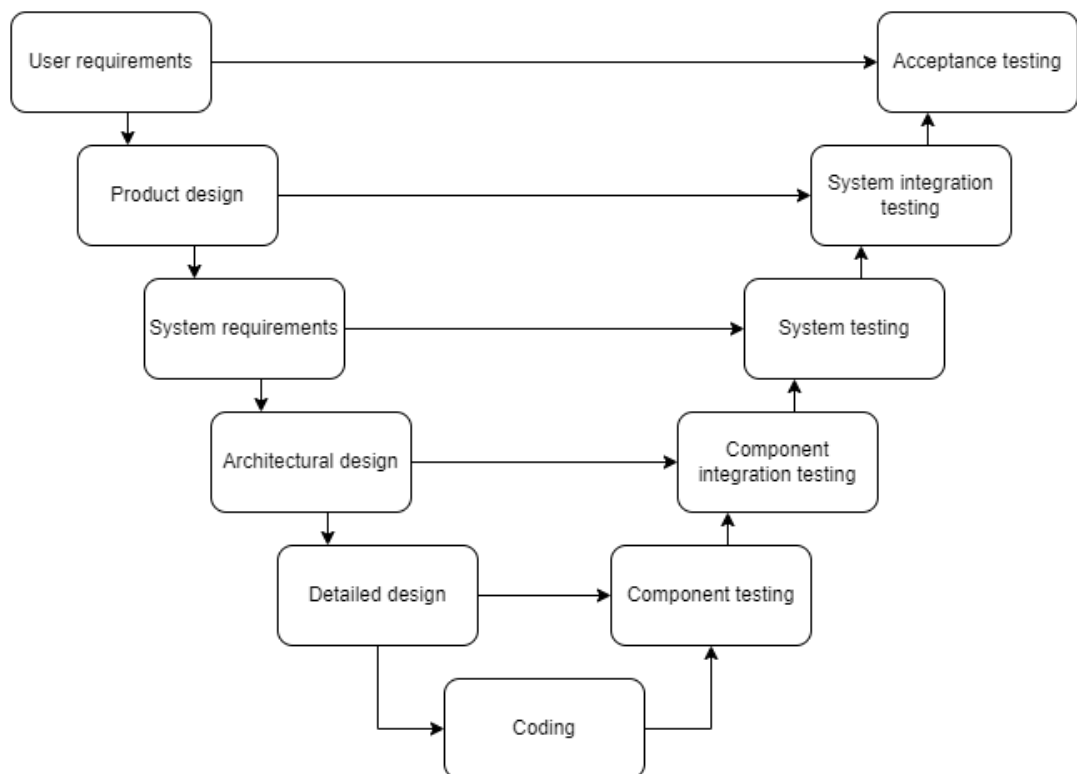 User requirements
Acceptance testing
Product design
System integration
testing
System requirements
System testing
Architectural design
Component
integration testing
Detailed design
Component testing
Coding